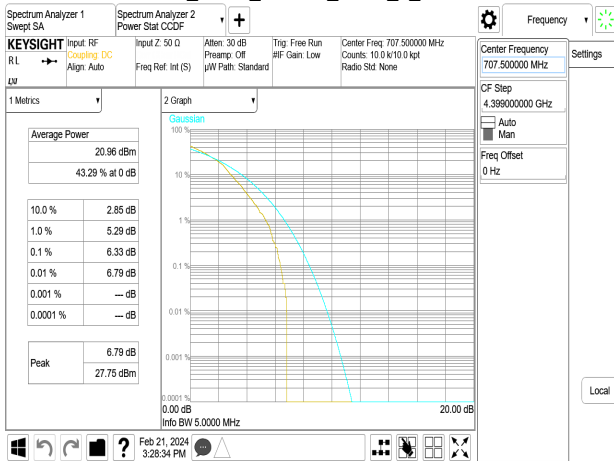 Spectrum Analyzer 1
Swept SA
Spectrum Analyzer 2
Power Stat CCDF
+
Frequency
KEYSIGHT
RL
LXI
Input: RF
Coupling: DC
Align: Auto
Input Z: 50 Ω
Freq Ref: Int (S)
Atten: 30 dB
Preamp: Off
µW Path: Standard
Trig: Free Run
#IF Gain: Low
Center Freq: 707.500000 MHz
Counts: 10.0 k/10.0 kpt
Radio Std: None
Center Frequency
707.500000 MHz
Settings
CF Step
4.399000000 GHz
Auto
Man
Freq Offset
0 Hz
Local
1 Metrics
Average Power
20.96 dBm
43.29 % at 0 dB
10.0 % 2.85 dB
1.0 % 5.29 dB
0.1 % 6.33 dB
0.01 % 6.79 dB
0.001 % --- dB
0.0001 % --- dB
Peak
6.79 dB
27.75 dBm
2 Graph
Gaussian
100 %
10 %
1 %
0.1 %
0.01 %
0.001 %
0.0001 %
0.00 dB 20.00 dB
Info BW 5.0000 MHz
?
Feb 21, 2024
3:28:34 PM